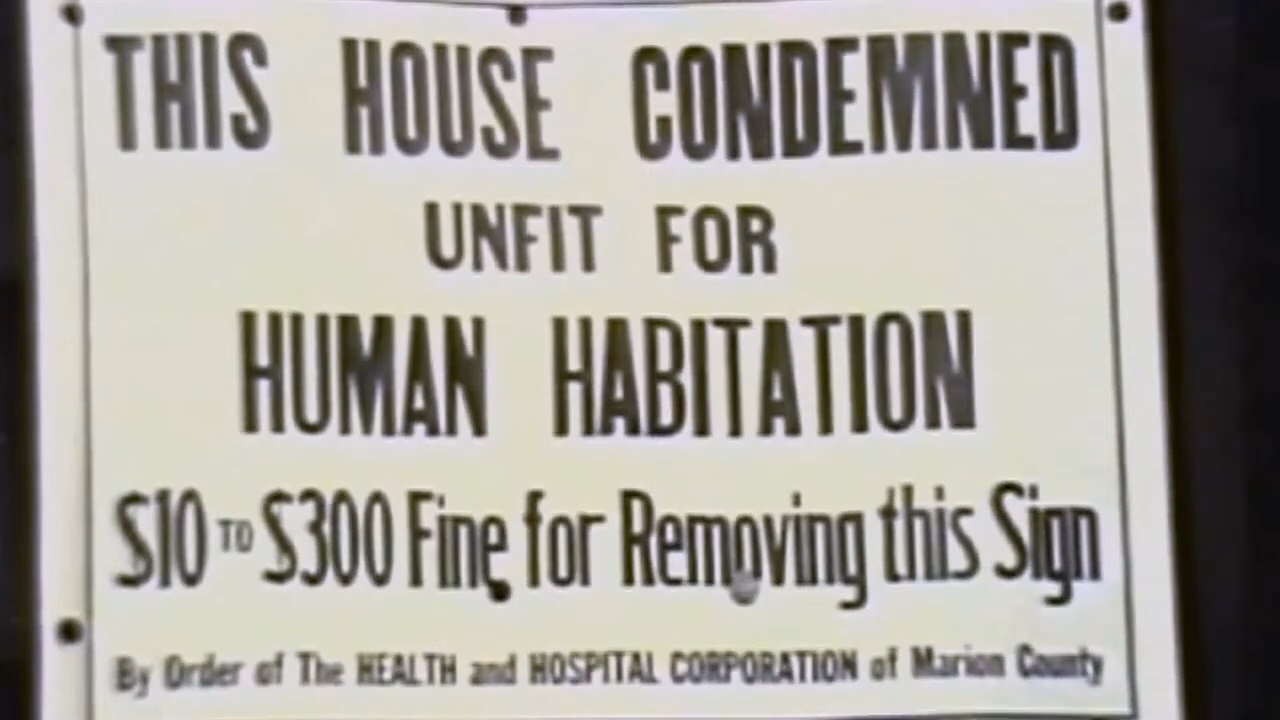 THIS HOUSE CONDEMNED
UNFIT FOR
HUMAN HABITATION
$10 TO $300 Fine for Removing this Sign
By Order of The HEALTH and HOSPITAL CORPORATION of Marion County